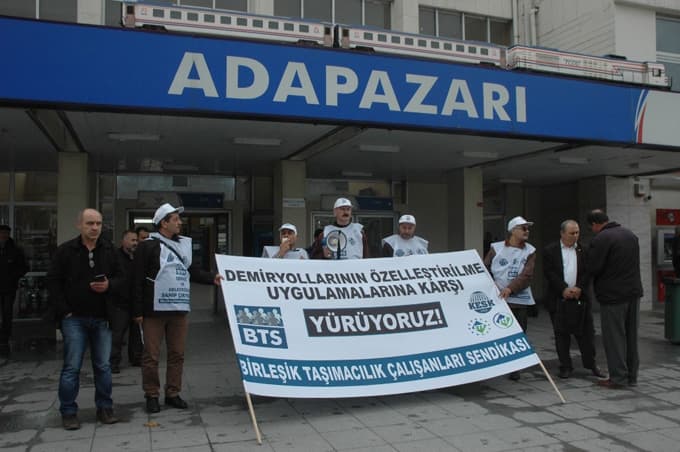 ADAPAZARI
DEMİRYOLLARININ ÖZELLEŞTİRİLME
UYGULAMALARINA KARŞI
YÜRÜYORUZ!
BTS
KESK
BİRLEŞİK TAŞIMACILIK ÇALIŞANLARI SENDİKASI